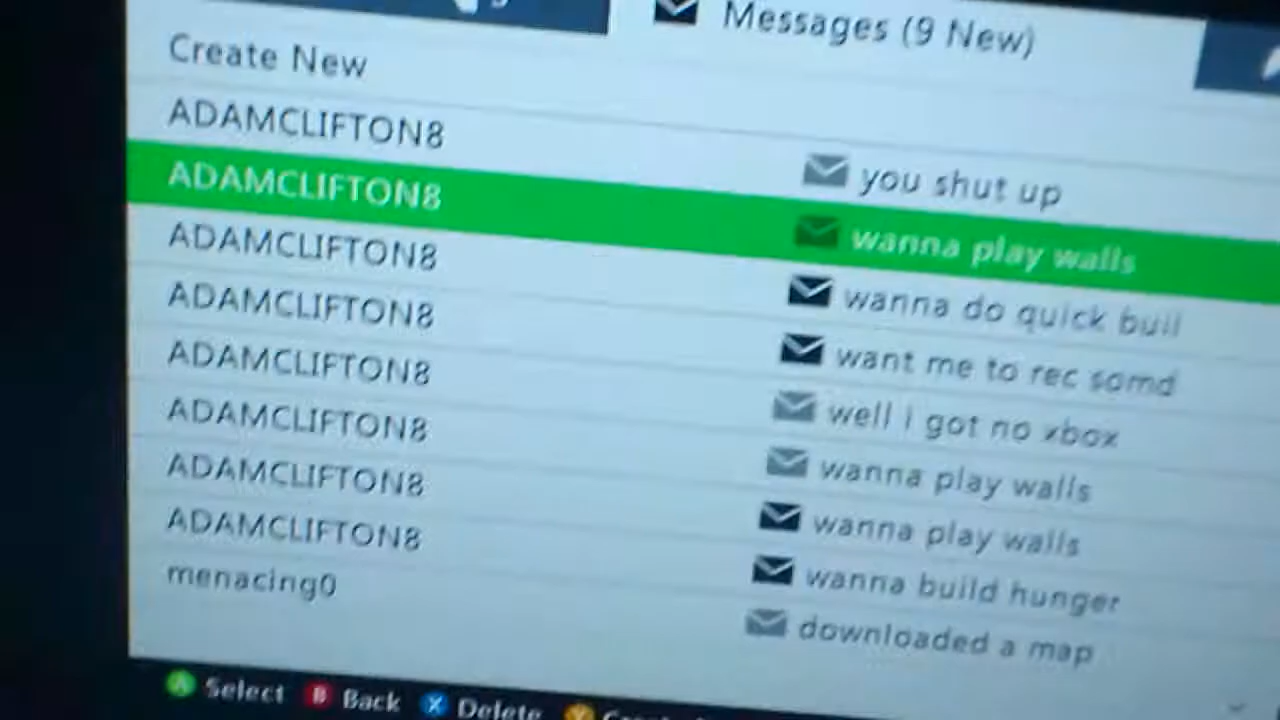 Messages (9 New)
Create New
ADAMCLIFTON8 you shut up
ADAMCLIFTON8 wanna play walls
ADAMCLIFTON8 wanna do quick buil
ADAMCLIFTON8 want me to rec somd
ADAMCLIFTON8 well i got no xbox
ADAMCLIFTON8 wanna play walls
ADAMCLIFTON8 wanna play walls
ADAMCLIFTON8 wanna build hunger
menacing0 downloaded a map
A Select B Back X Delete Y